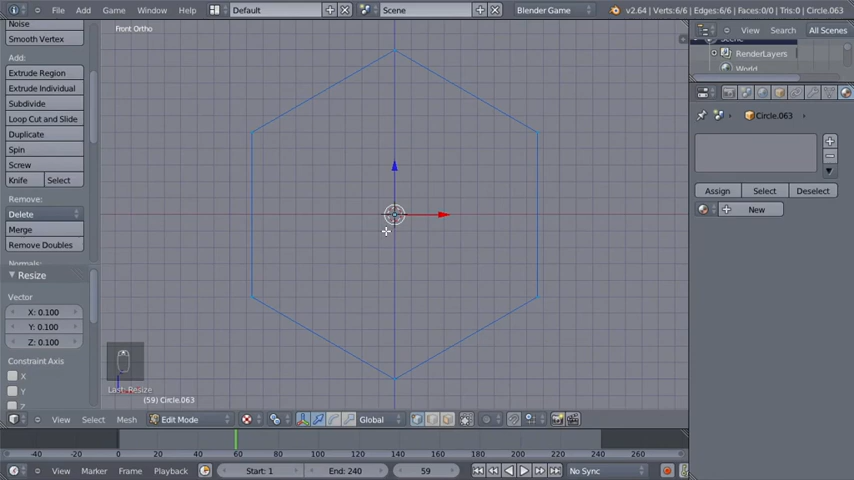 File Add Window Help Default Scene Blender Game v2.64 | Verts:6/6 | Edges:6/6 | Faces:0/0 | Tris:0 | Circle.063
Noise
Smooth Vertex
Add:
Extrude Region
Extrude Individual
Subdivide
Loop Cut and Slide
Duplicate
Spin
Screw
Knife Select
Remove:
Delete
Merge
Remove Doubles
Normals:
Resize
Vector
X: 0.100
Y: 0.100
Z: 0.100
Constraint Axis
X
Y
Front Ortho
Last: Resize
(59) Circle.063
View Select Mesh Edit Mode Global
-40 -20 0 20 40 60 80 100 120 140 160 180 200 220 240 260 280
View Marker Frame Playback Start: 1 End: 240 59 No Sync
View Search All Scenes
RenderLayers
World
Circle.063
Assign Select Deselect
New